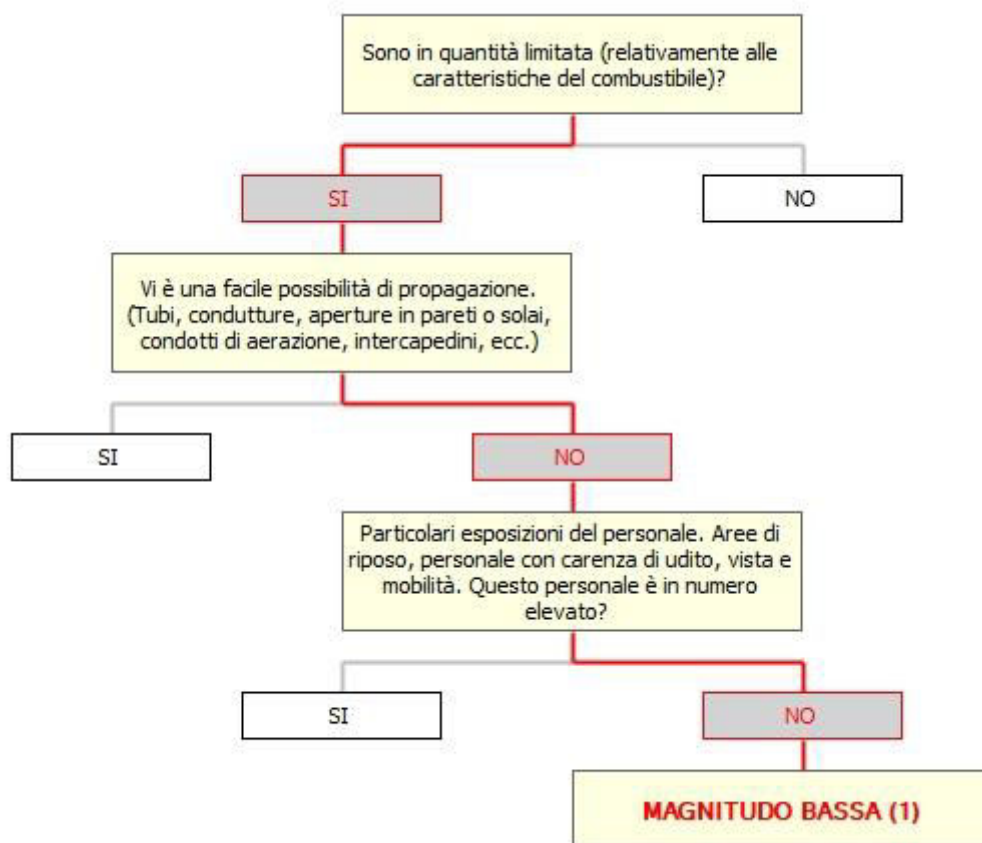 Sono in quantità limitata (relativamente alle
caratteristiche del combustibile)?
SI
NO
Vi è una facile possibilità di propagazione.
(Tubi, condutture, aperture in pareti o solai,
condotti di aerazione, intercapedini, ecc.)
SI
NO
Particolari esposizioni del personale. Aree di
riposo, personale con carenza di udito, vista e
mobilità. Questo personale è in numero
elevato?
SI
NO
MAGNITUDO BASSA (1)